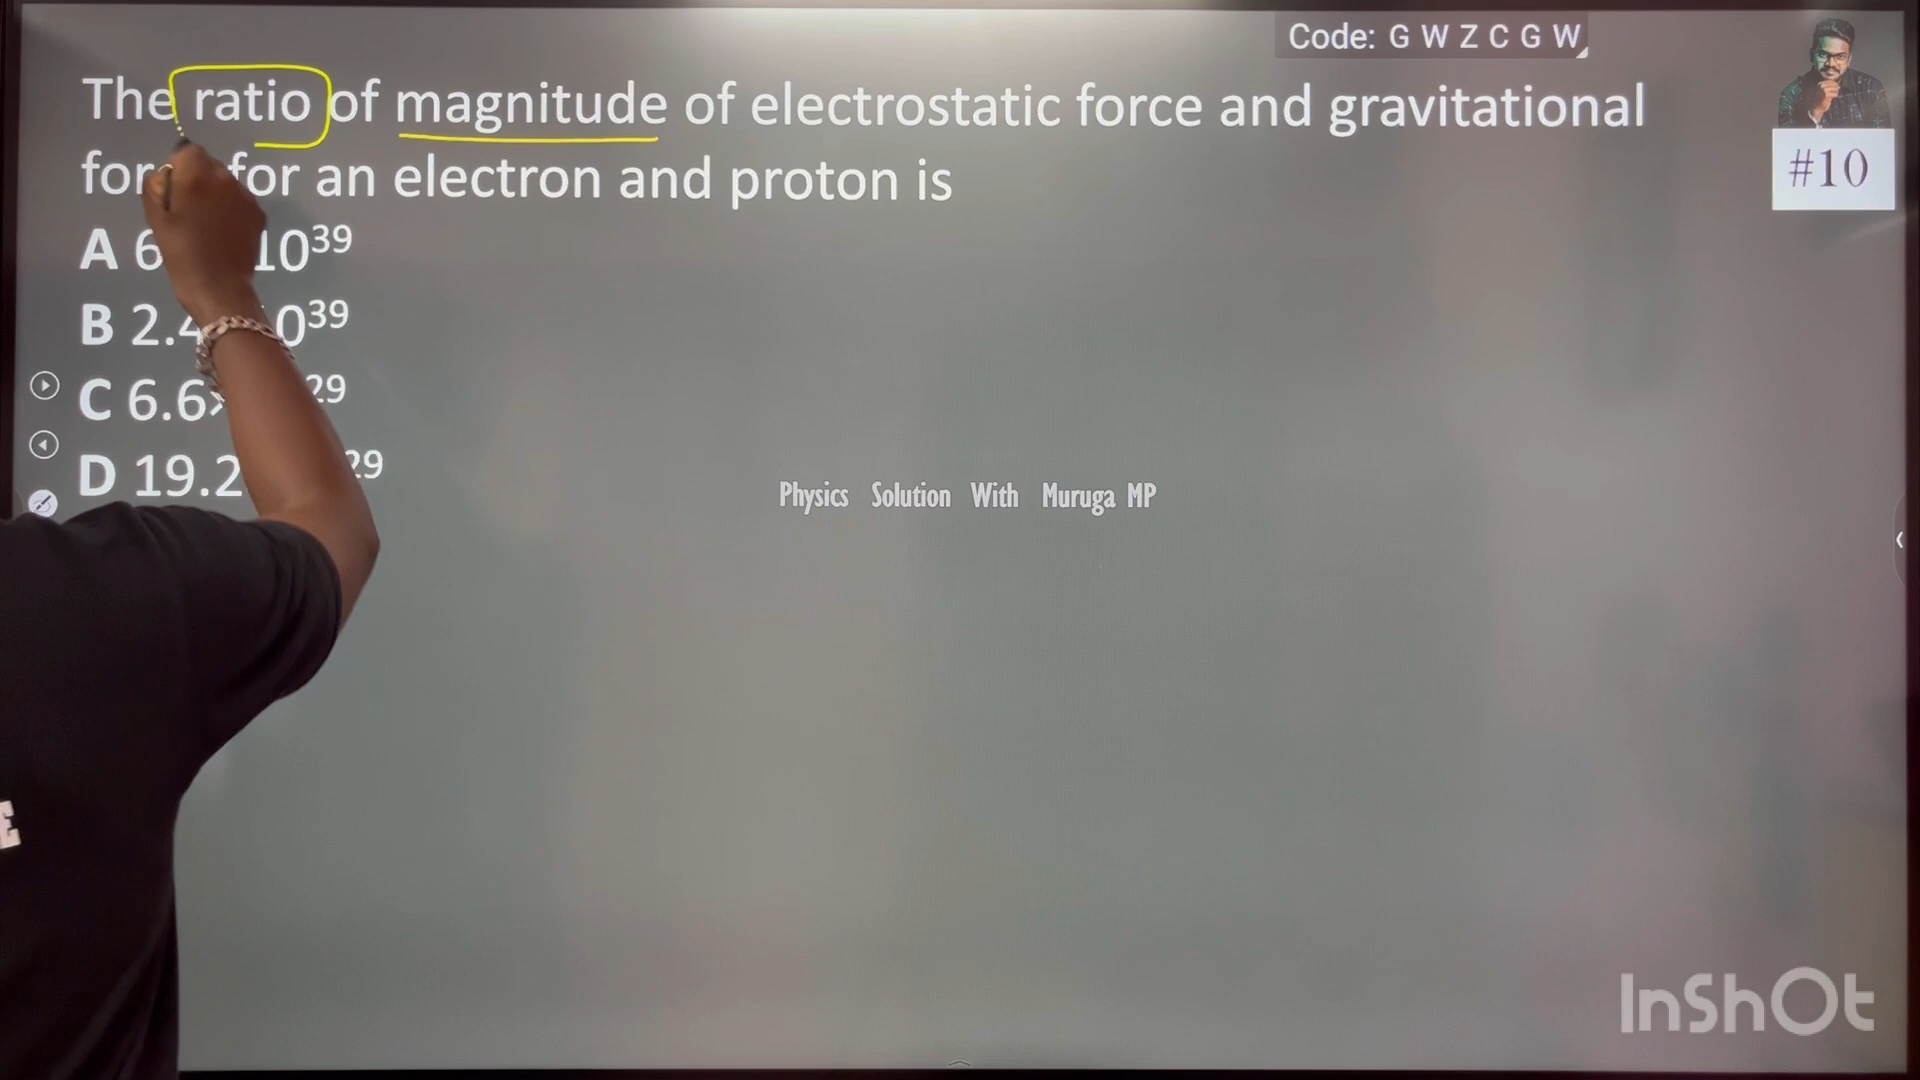 Code: G W Z C G W
The ratio of magnitude of electrostatic force and gravitational
for an electron and proton is
#10
A 6 10³⁹
B 2.4 0³⁹
C 6.6× 29
D 19.2 29
Physics Solution With Muruga MP
E
InShOt